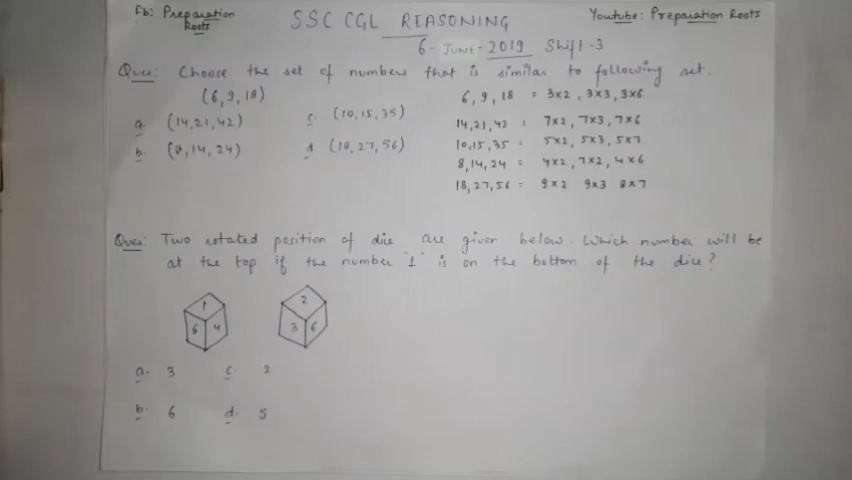 Fb: Preparation Roots
SSC CGL REASONING
Youtube: Preparation Roots
6-JUNE-2019 Shift-3
Ques: Choose the set of numbers that is similar to following set.
(6,9,18)
a. (14,21,42)
c. (10,15,35)
b. (8,14,24)
d. (18,27,56)
6, 9, 18 = 3x2, 3x3, 3x6
14,21,42 = 7x2, 7x3, 7x6
10,15,35 = 5x2, 5x3, 5x7
8,14,24 = 4x2, 7x2, 4x6
18,27,56 = 9x2 9x3 8x7
Ques: Two rotated position of dice are given below. Which number will be
at the top if the number "1" is on the bottom of the dice?
1
6 4
2
3 6
a. 3
c. 2
b. 6
d. 5